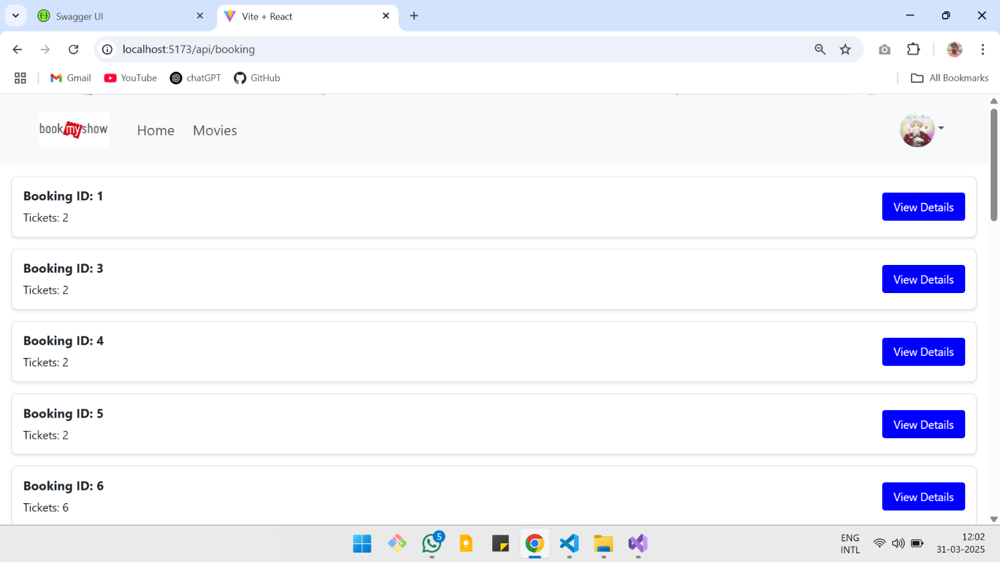 Swagger UI
Vite + React
localhost:5173/api/booking
Gmail
YouTube
chatGPT
GitHub
All Bookmarks
bookmyshow
Home
Movies
Booking ID: 1
Tickets: 2
View Details
Booking ID: 3
Tickets: 2
View Details
Booking ID: 4
Tickets: 2
View Details
Booking ID: 5
Tickets: 2
View Details
Booking ID: 6
Tickets: 6
View Details
5
ENG
INTL
12:02
31-03-2025